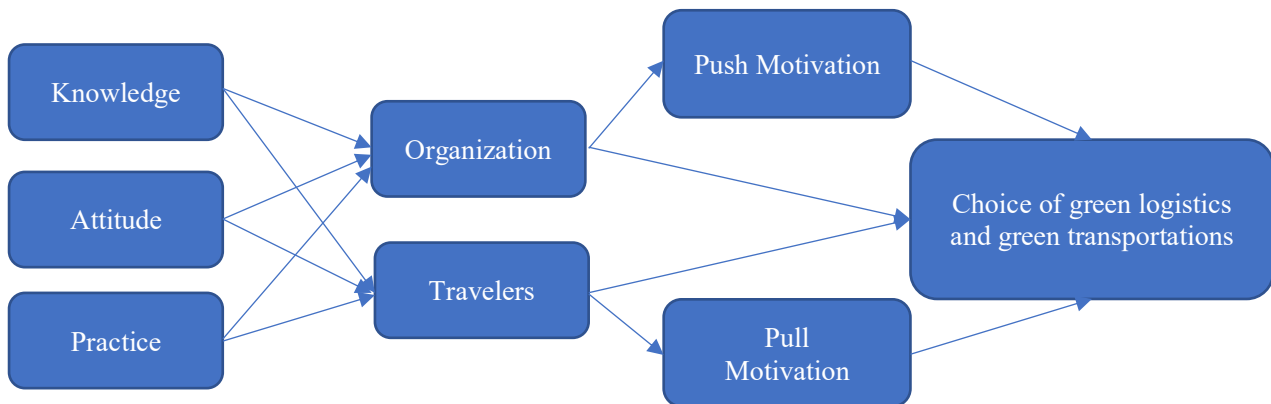 Knowledge
Attitude
Practice
Organization
Travelers
Push Motivation
Pull
Motivation
Choice of green logistics
and green transportations